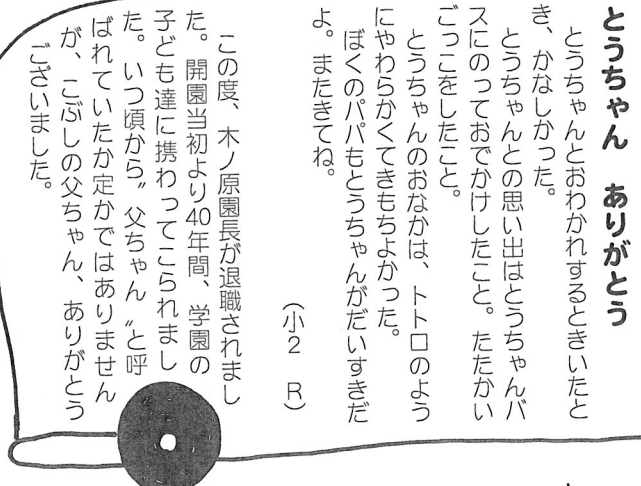 とうちゃん　ありがとう
とうちゃんとおわかれするときいたと
き、かなしかった。
とうちゃんとの思い出はとうちゃんバ
スにのっておでかけしたこと。たたかい
ごっこをしたこと。
とうちゃんのおなかは、トトロのよう
にやわらかくてきもちよかった。
ぼくのパパもとうちゃんがだいすきだ
よ。またきてね。
（小2　R）
この度、木ノ原園長が退職されまし
た。開園当初より40年間、学園の
子ども達に携わってこられまし
た。いつ頃から〝父ちゃん〟と呼
ばれていたか定かではありません
が、こぶしの父ちゃん、ありがとう
ございました。